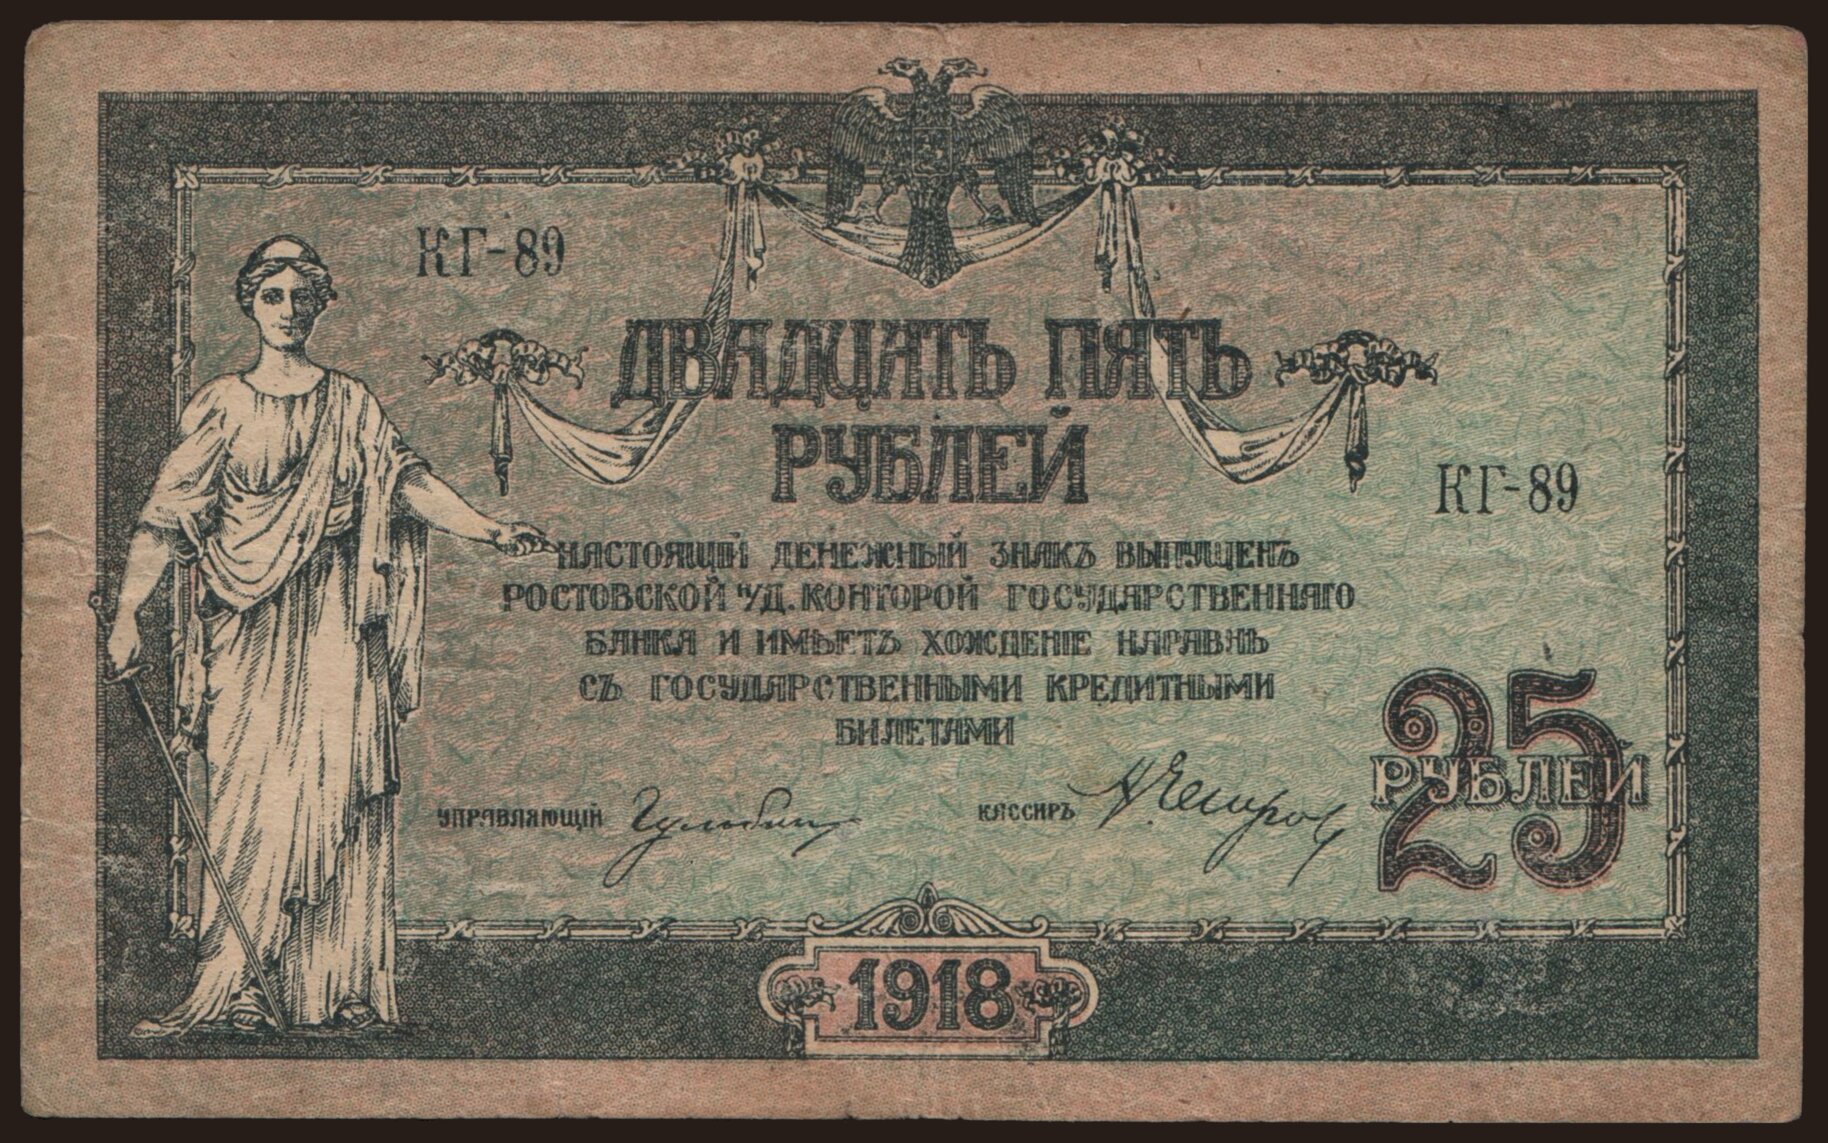 КГ-89
ДВАДЦАТЬ ПЯТЬ
РУБЛЕЙ
КГ-89
НАСТОЯЩІЙ ДЕНЕЖНЫЙ ЗНАКЪ ВЫПУЩЕНЪ
РОСТОВСКОЙ н/Д. КОНТОРОЙ ГОСУДАРСТВЕННАГО
БАНКА И ИМѢЕТЪ ХОЖДЕНІЕ НАРАВНѢ
СЪ ГОСУДАРСТВЕННЫМИ КРЕДИТНЫМИ
БИЛЕТАМИ
25
РУБЛЕЙ
УПРАВЛЯЮЩІЙ КАССИРЪ
1918